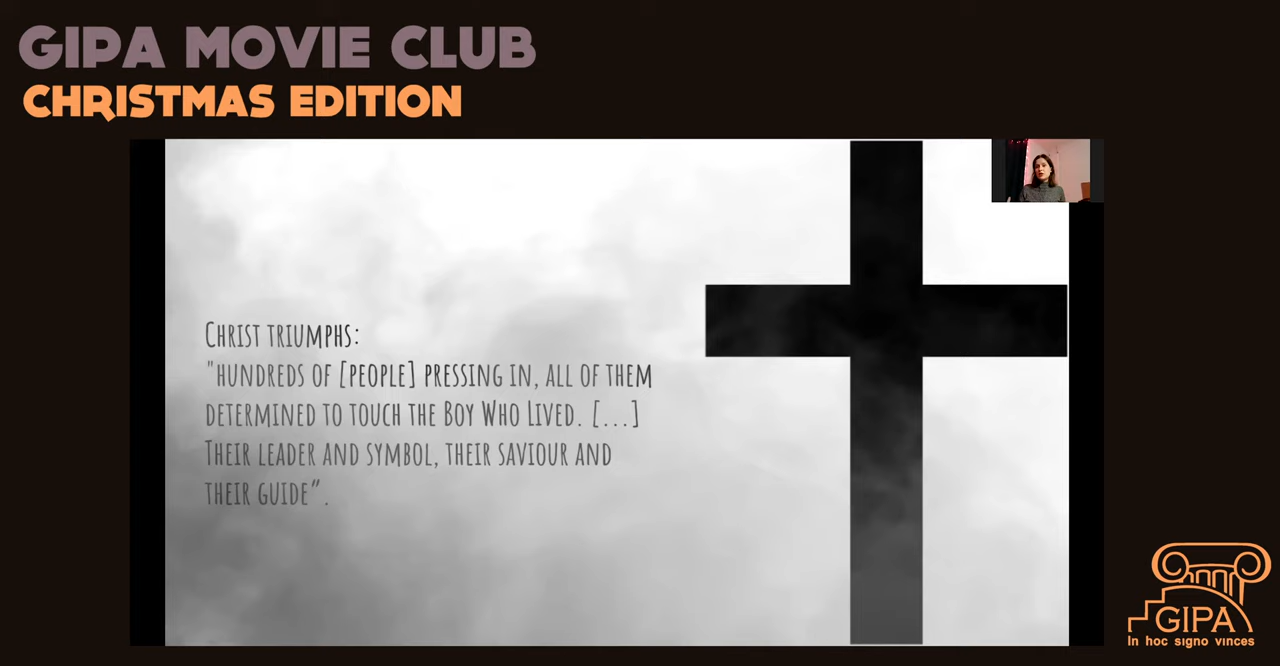 GIPA MOVIE CLUB
CHRISTMAS EDITION
CHRIST TRIUMPHS:
"HUNDREDS OF [PEOPLE] PRESSING IN, ALL OF THEM
DETERMINED TO TOUCH THE BOY WHO LIVED. [...]
THEIR LEADER AND SYMBOL, THEIR SAVIOUR AND
THEIR GUIDE”.
GIPA
In hoc signo vinces